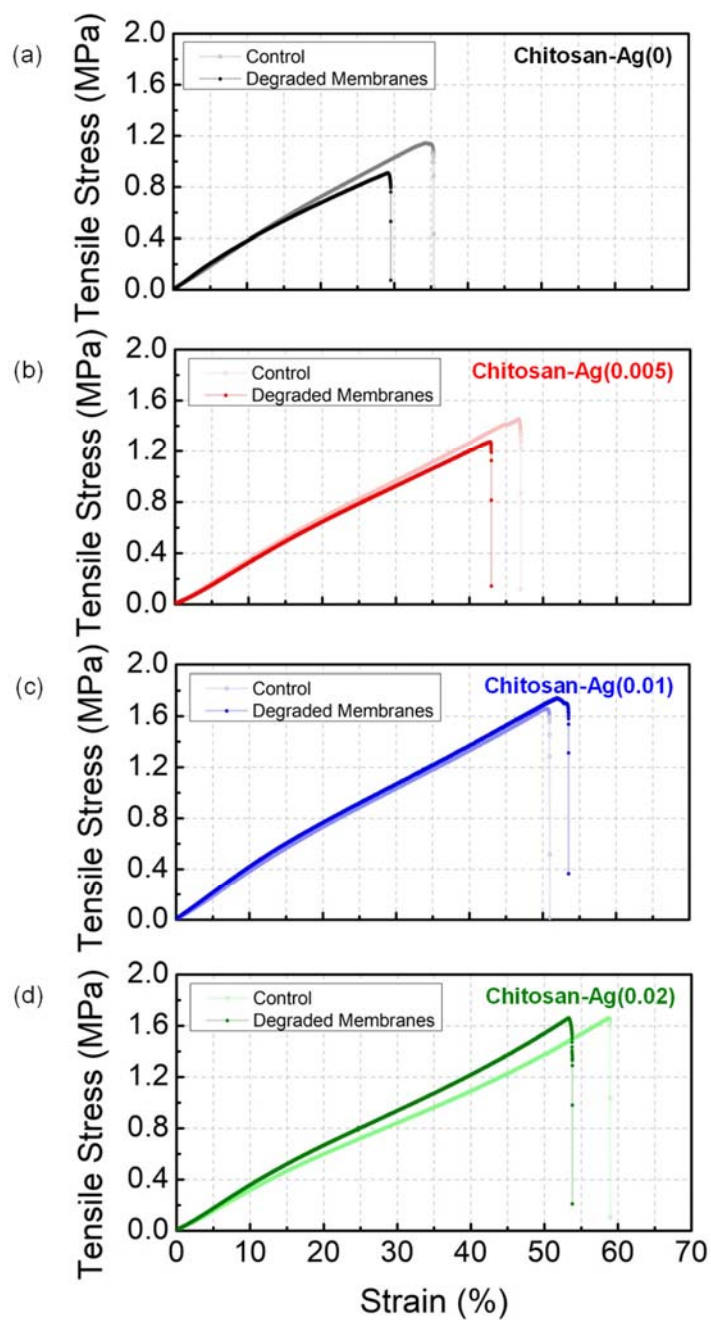 (a)
Tensile Stress (MPa)
2.0
1.6
1.2
0.8
0.4
0.0
Control
Degraded Membranes
Chitosan-Ag(0)
(b)
Tensile Stress (MPa)
2.0
1.6
1.2
0.8
0.4
0.0
Control
Degraded Membranes
Chitosan-Ag(0.005)
(c)
Tensile Stress (MPa)
2.0
1.6
1.2
0.8
0.4
0.0
Control
Degraded Membranes
Chitosan-Ag(0.01)
(d)
Tensile Stress (MPa)
2.0
1.6
1.2
0.8
0.4
0.0
Control
Degraded Membranes
Chitosan-Ag(0.02)
0 10 20 30 40 50 60 70
Strain (%)